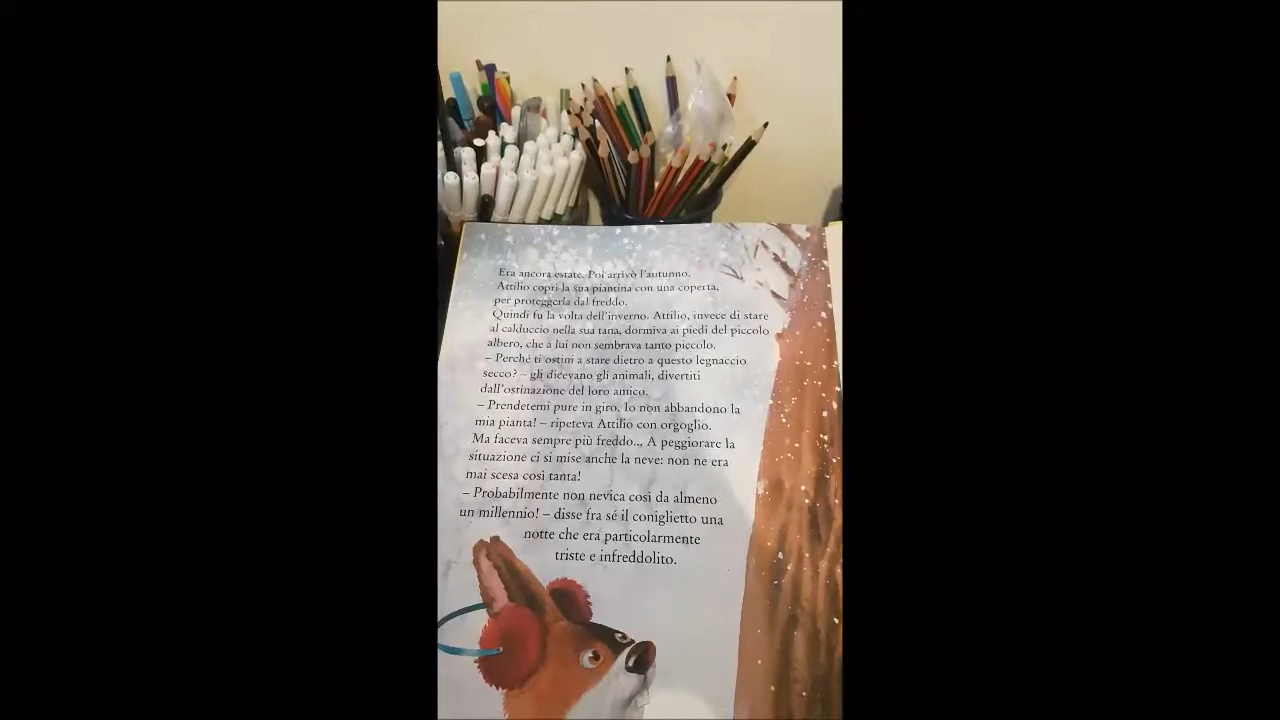 Era ancora estate. Poi arrivò l'autunno.
Attilio coprì la sua piantina con una coperta,
per proteggerla dal freddo.
Quindi fu la volta dell'inverno. Attilio, invece di stare
al calduccio nella sua tana, dormiva ai piedi del piccolo
albero, che a lui non sembrava tanto piccolo.
– Perché ti ostini a stare dietro a questo legnaccio
secco? – gli dicevano gli animali, divertiti
dall'ostinazione del loro amico.
– Prendetemi pure in giro. Io non abbandono la
mia pianta! – ripeteva Attilio con orgoglio.
Ma faceva sempre più freddo... A peggiorare la
situazione ci si mise anche la neve: non ne era
mai scesa così tanta!
– Probabilmente non nevica così da almeno
un millennio! – disse fra sé il coniglietto una
notte che era particolarmente
triste e infreddolito.